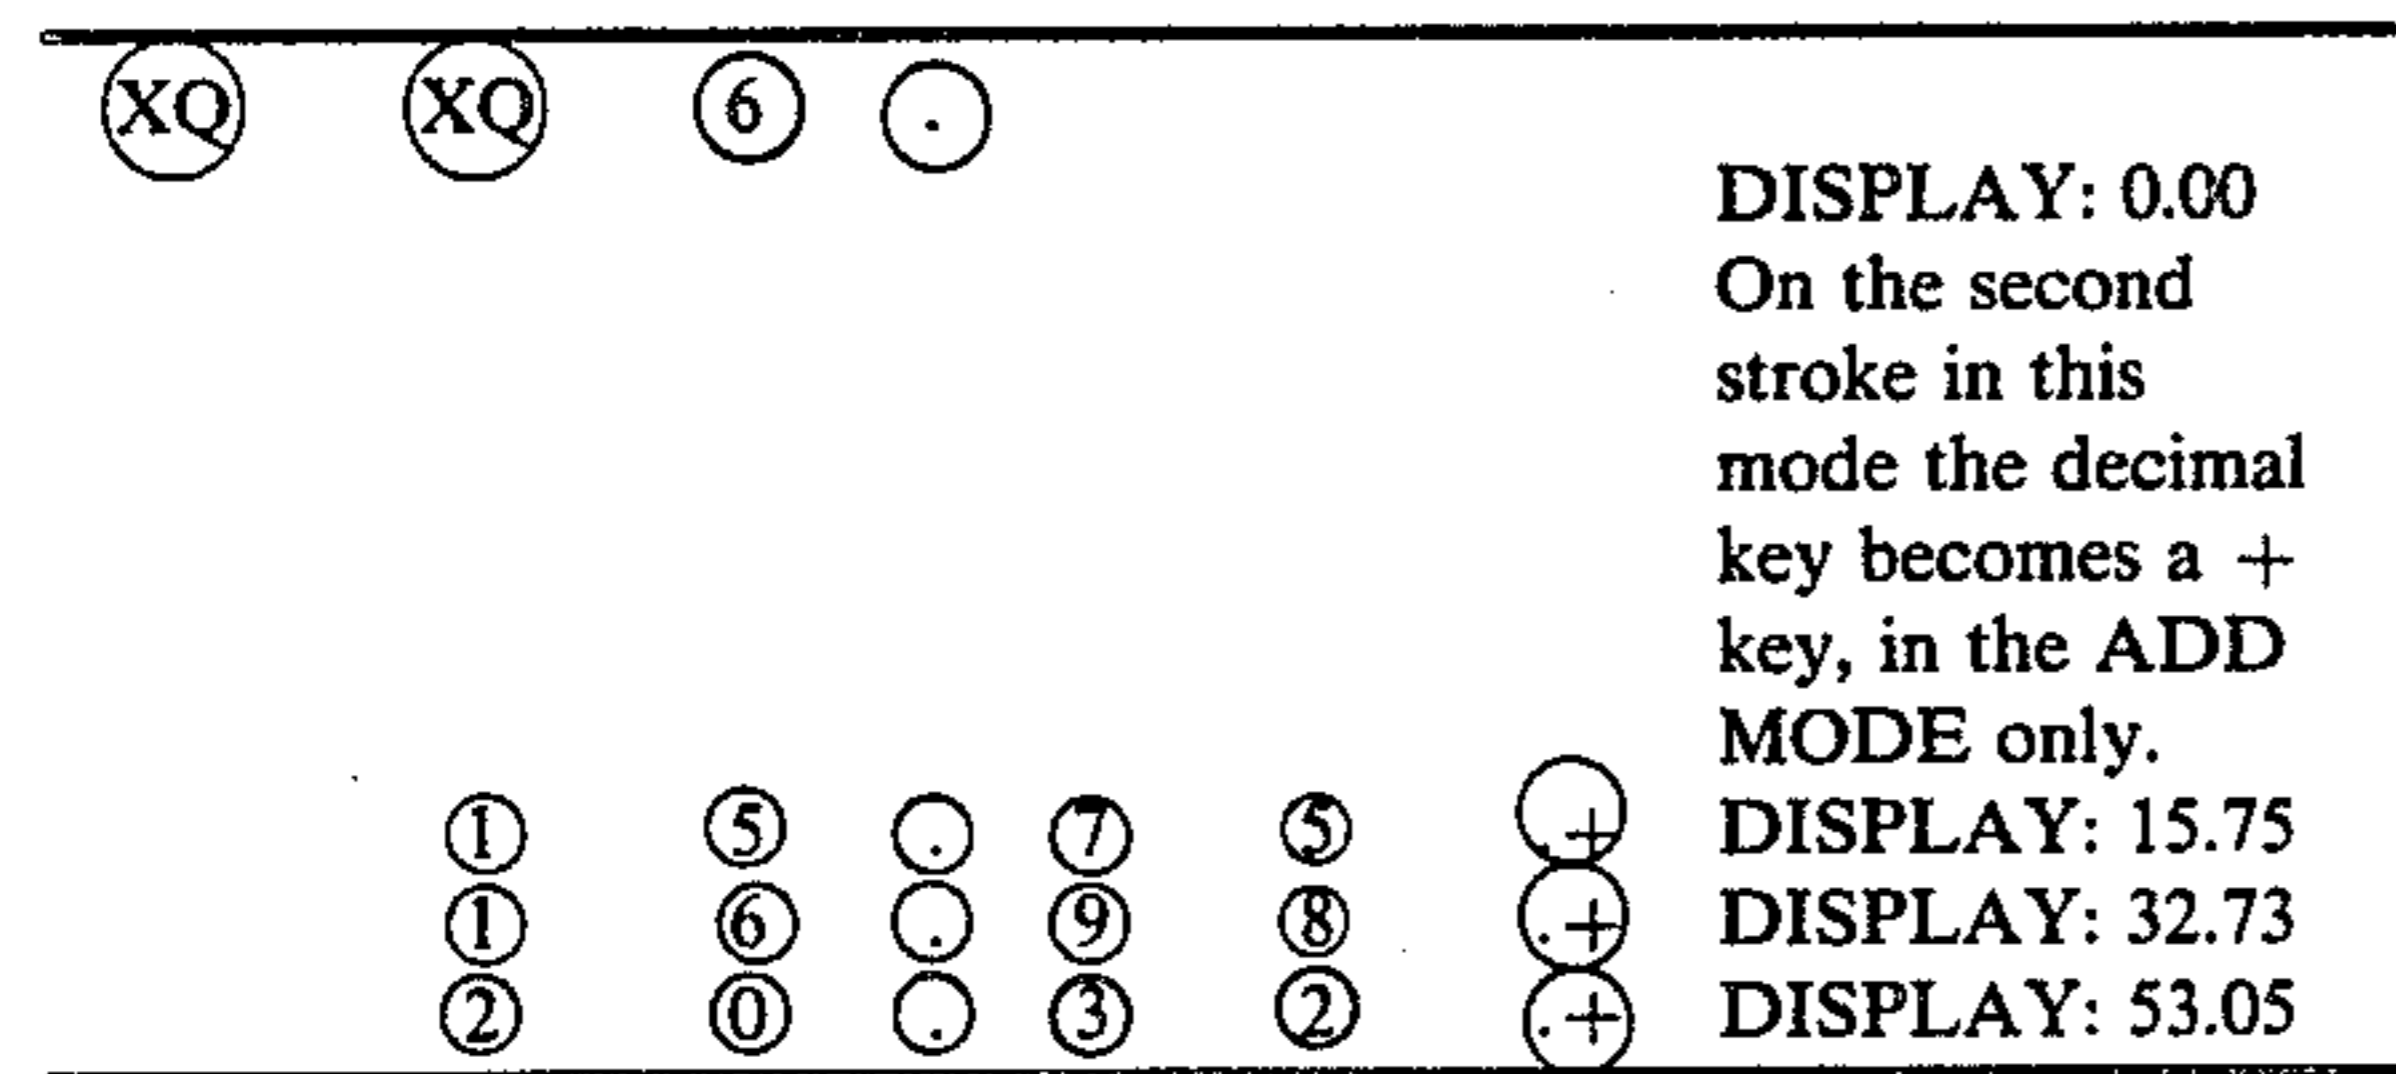 XQ XQ 6 .
DISPLAY: 0.00
On the second
stroke in this
mode the decimal
key becomes a +
key, in the ADD
MODE only.
1 5 . 7 5 .+ DISPLAY: 15.75
1 6 . 9 8 .+ DISPLAY: 32.73
2 0 . 3 2 .+ DISPLAY: 53.05